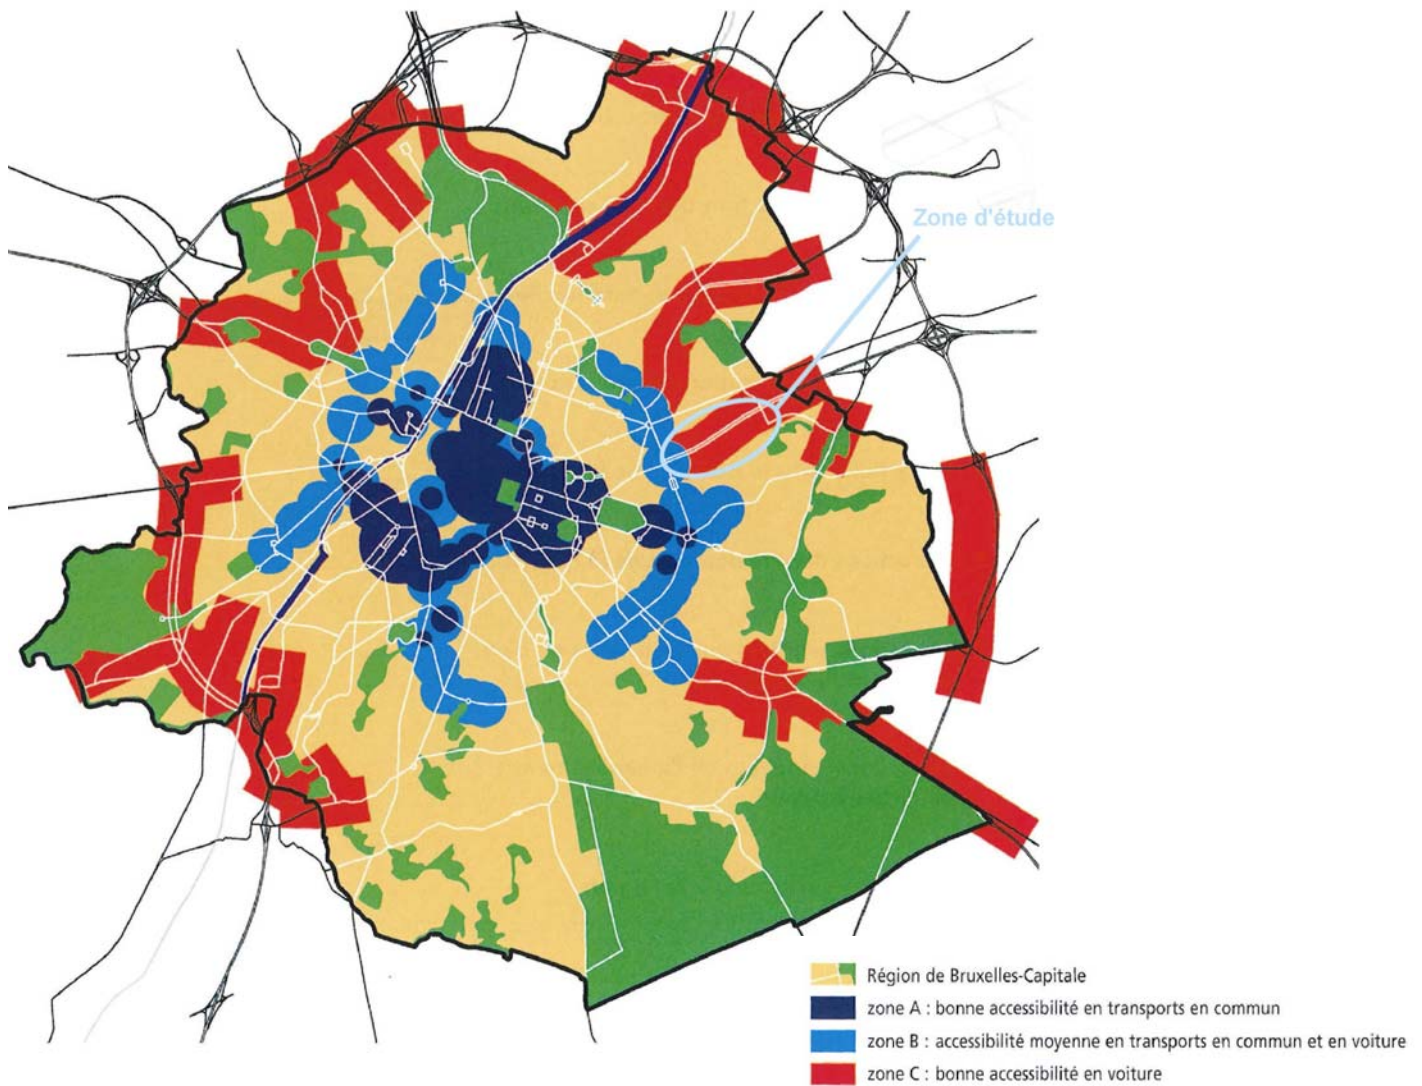 Zone d'étude
Région de Bruxelles-Capitale
zone A : bonne accessibilité en transports en commun
zone B : accessibilité moyenne en transports en commun et en voiture
zone C : bonne accessibilité en voiture